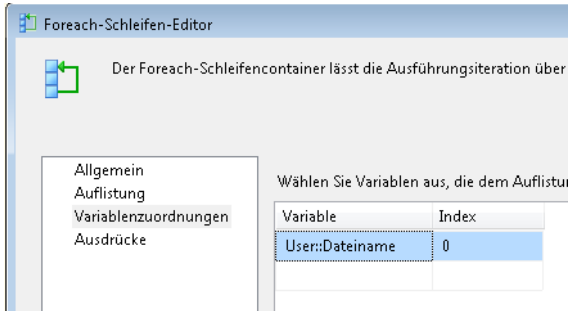 Foreach-Schleifen-Editor
Der Foreach-Schleifencontainer lässt die Ausführungsiteration über
Allgemein
Auflistung
Variablenzuordnungen
Ausdrücke
Wählen Sie Variablen aus, die dem Auflistu
Variable Index
User::Dateiname 0